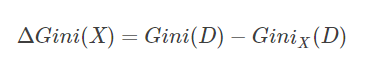 ΔGini(X) = Gini(D) − Gini_X(D)